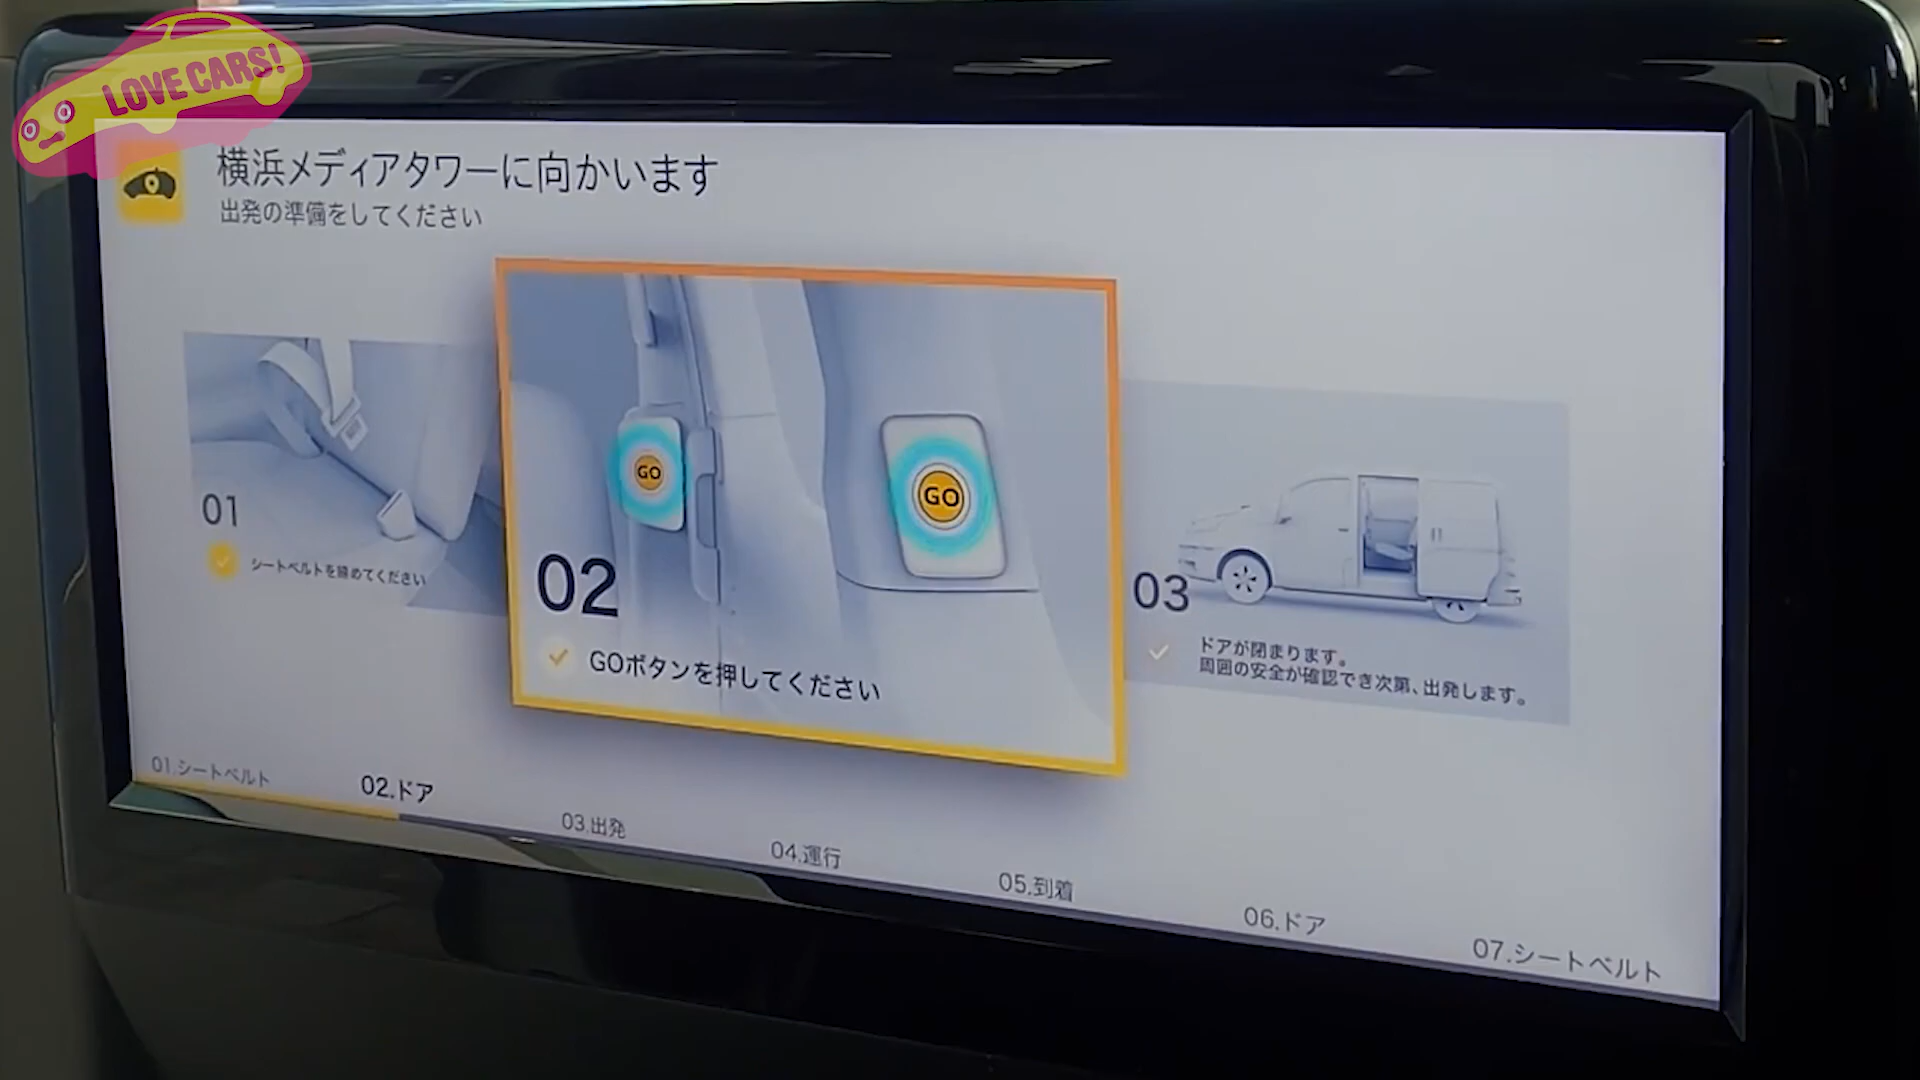 LOVE CARS!
横浜メディアタワーに向かいます
出発の準備をしてください
01
シートベルトを締めてください
GO
GO
02
GOボタンを押してください
03
ドアが閉まります。
周囲の安全が確認でき次第、出発します。
01.シートベルト
02.ドア
03.出発
04.運行
05.到着
06.ドア
07.シートベルト